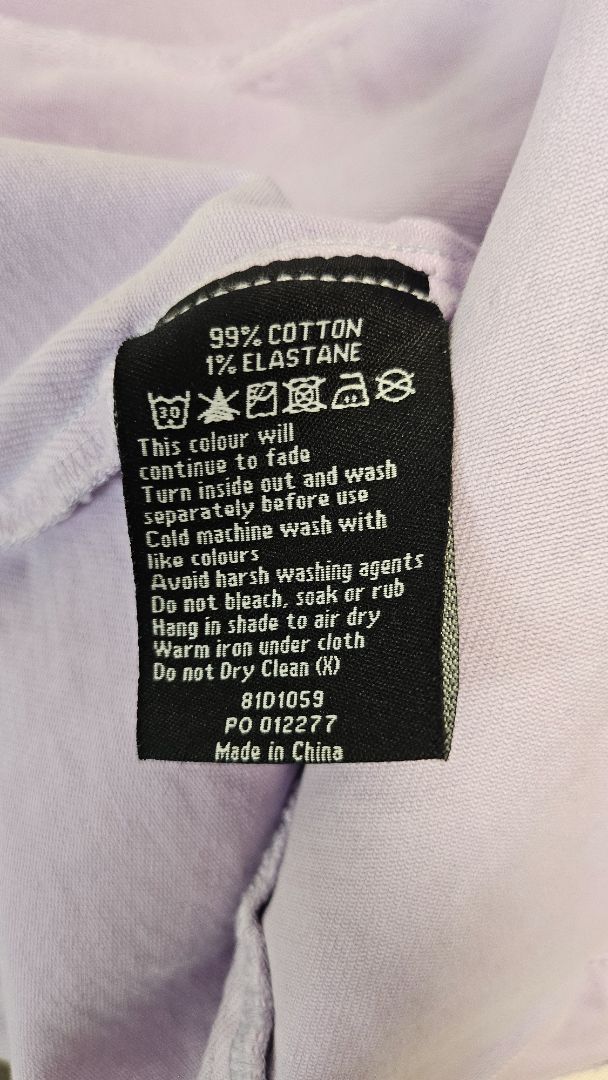 99% COTTON
1% ELASTANE
30
This colour will
continue to fade
Turn inside out and wash
separately before use
Cold machine wash with
like colours
Avoid harsh washing agents
Do not bleach, soak or rub
Hang in shade to air dry
Warm iron under cloth
Do not Dry Clean (X)
81D1059
PO 012277
Made in China